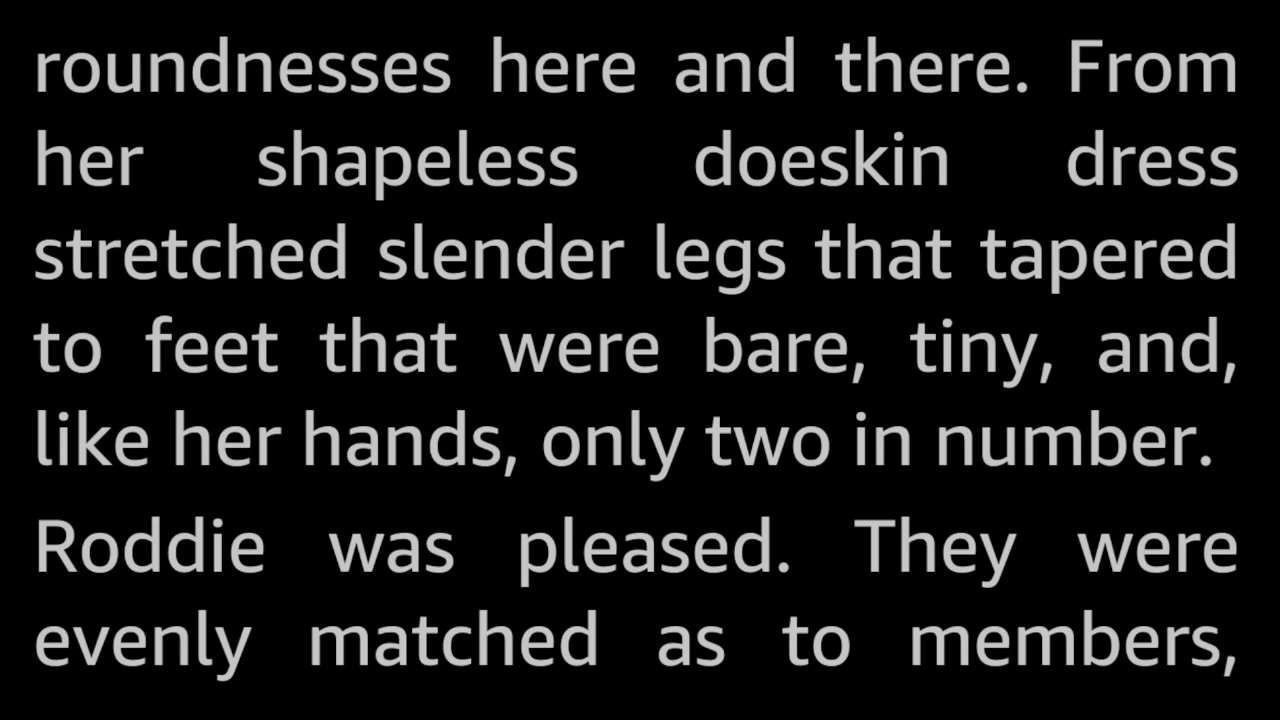 roundnesses here and there. From
her shapeless doeskin dress
stretched slender legs that tapered
to feet that were bare, tiny, and,
like her hands, only two in number.
Roddie was pleased. They were
evenly matched as to members,